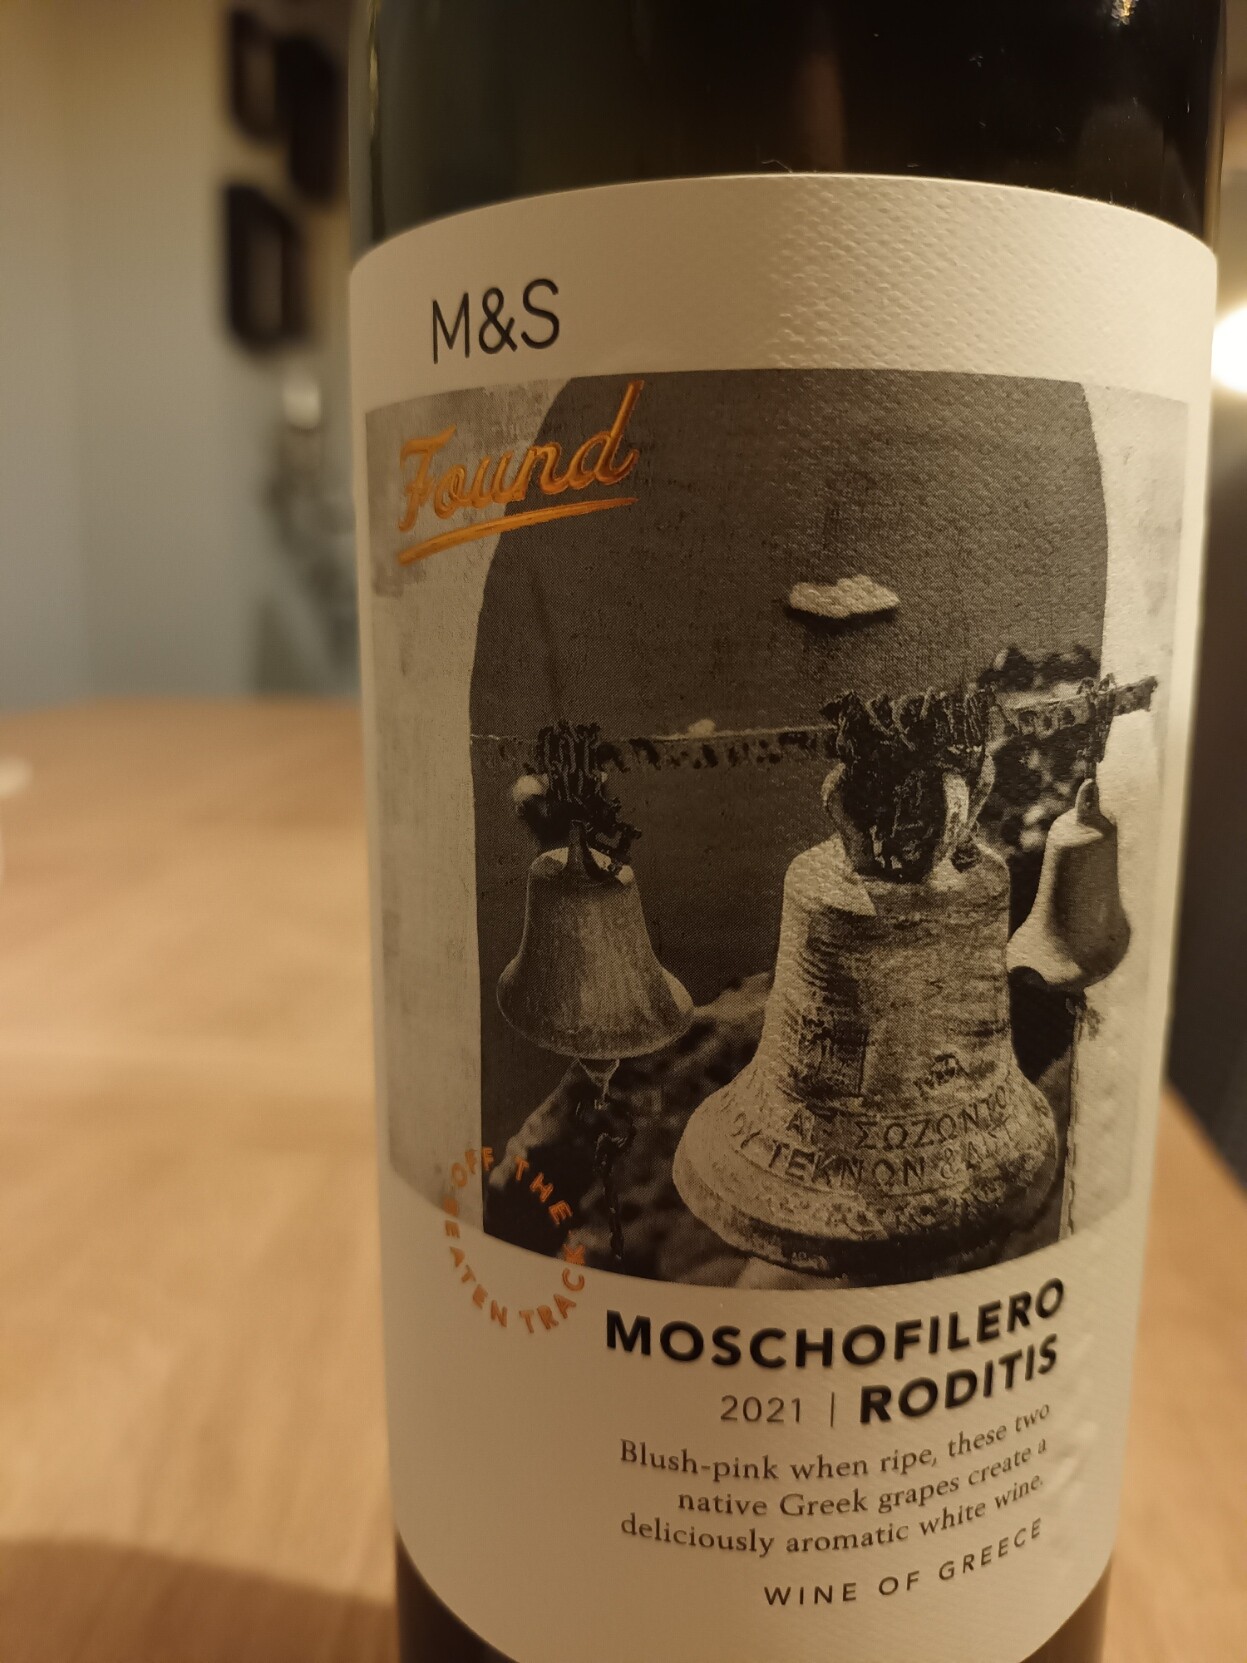 M&S
Found
ΣΩΖΟΝΤΟ
ΤΕΚΝΩΝ &
OFF THE BEATEN TRACK
MOSCHOFILERO
2021 | RODITIS
Blush-pink when ripe, these two
native Greek grapes create a
deliciously aromatic white wine.
WINE OF GREECE